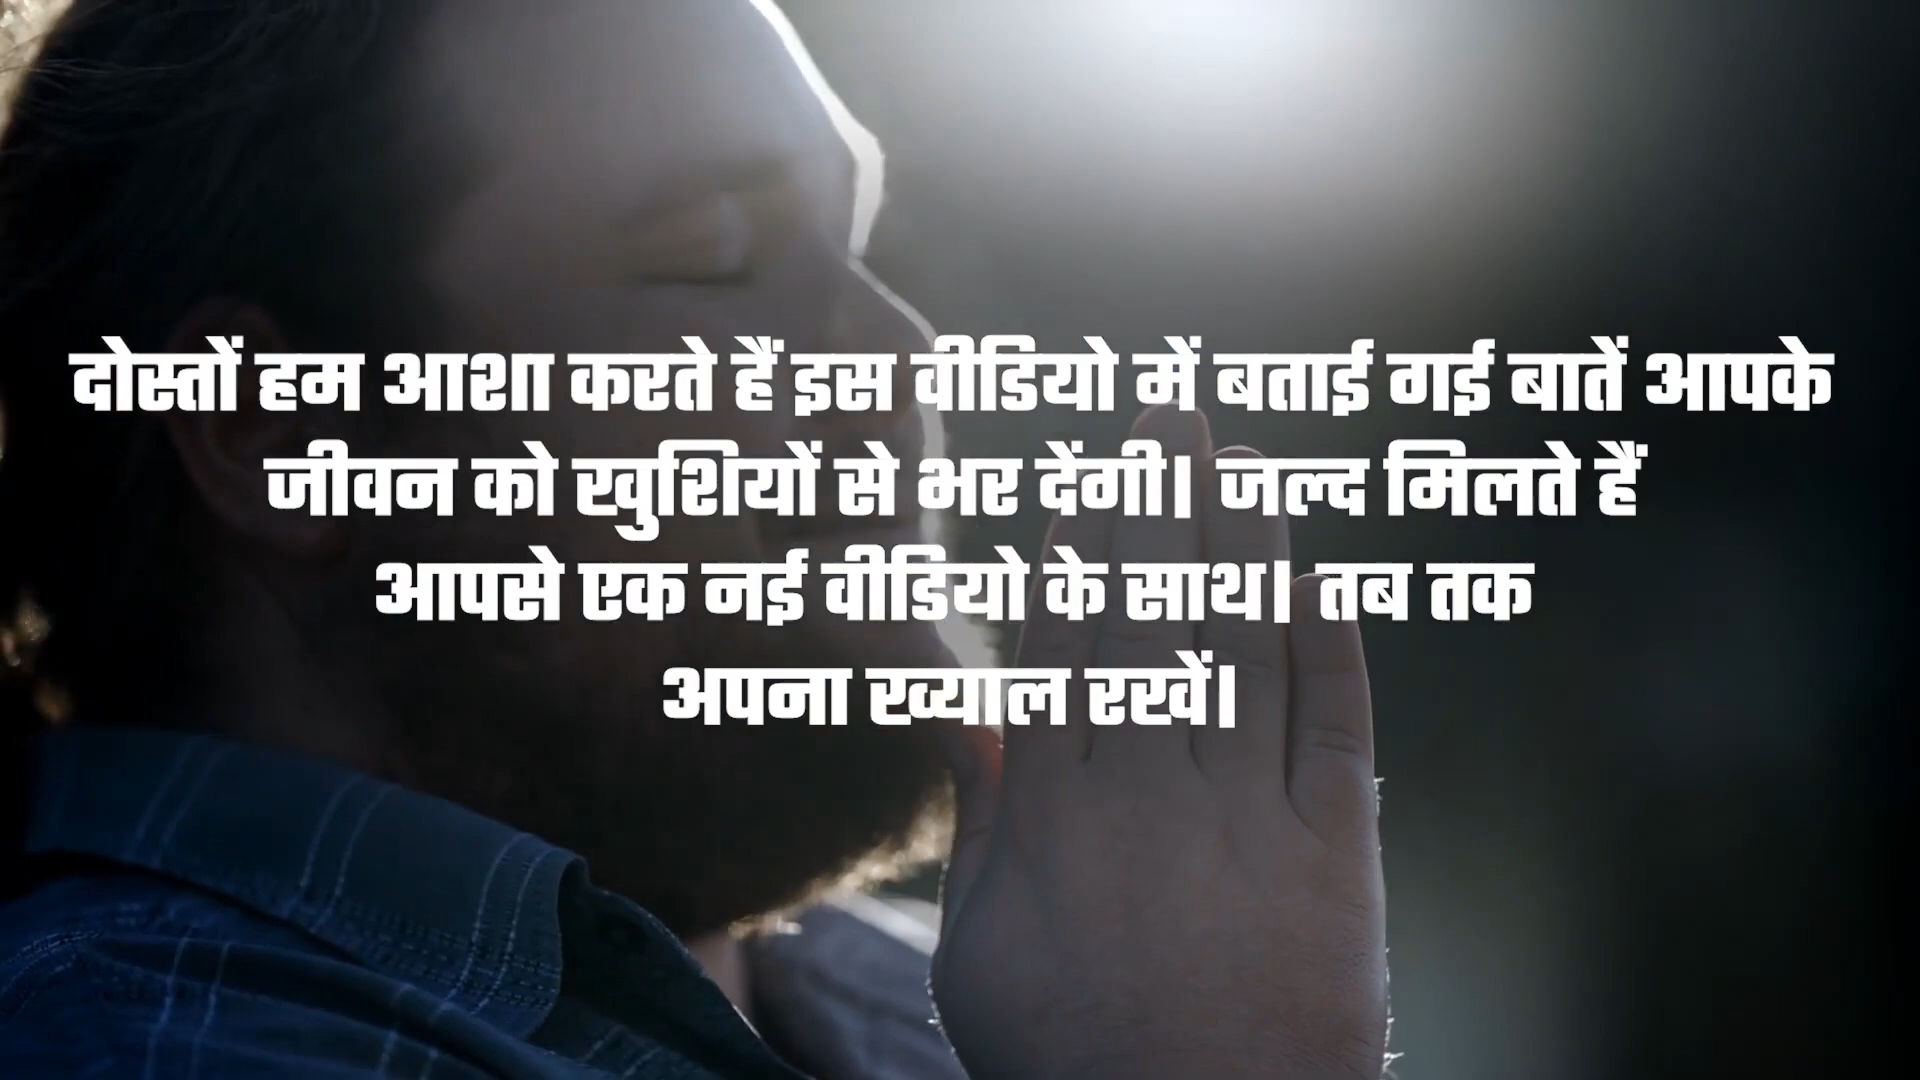 दोस्तों हम आशा करते हैं इस वीडियो में बताई गई बातें आपके
जीवन को खुशियों से भर देंगी। जल्द मिलते हैं
आपसे एक नई वीडियो के साथ। तब तक
अपना ख्याल रखें।